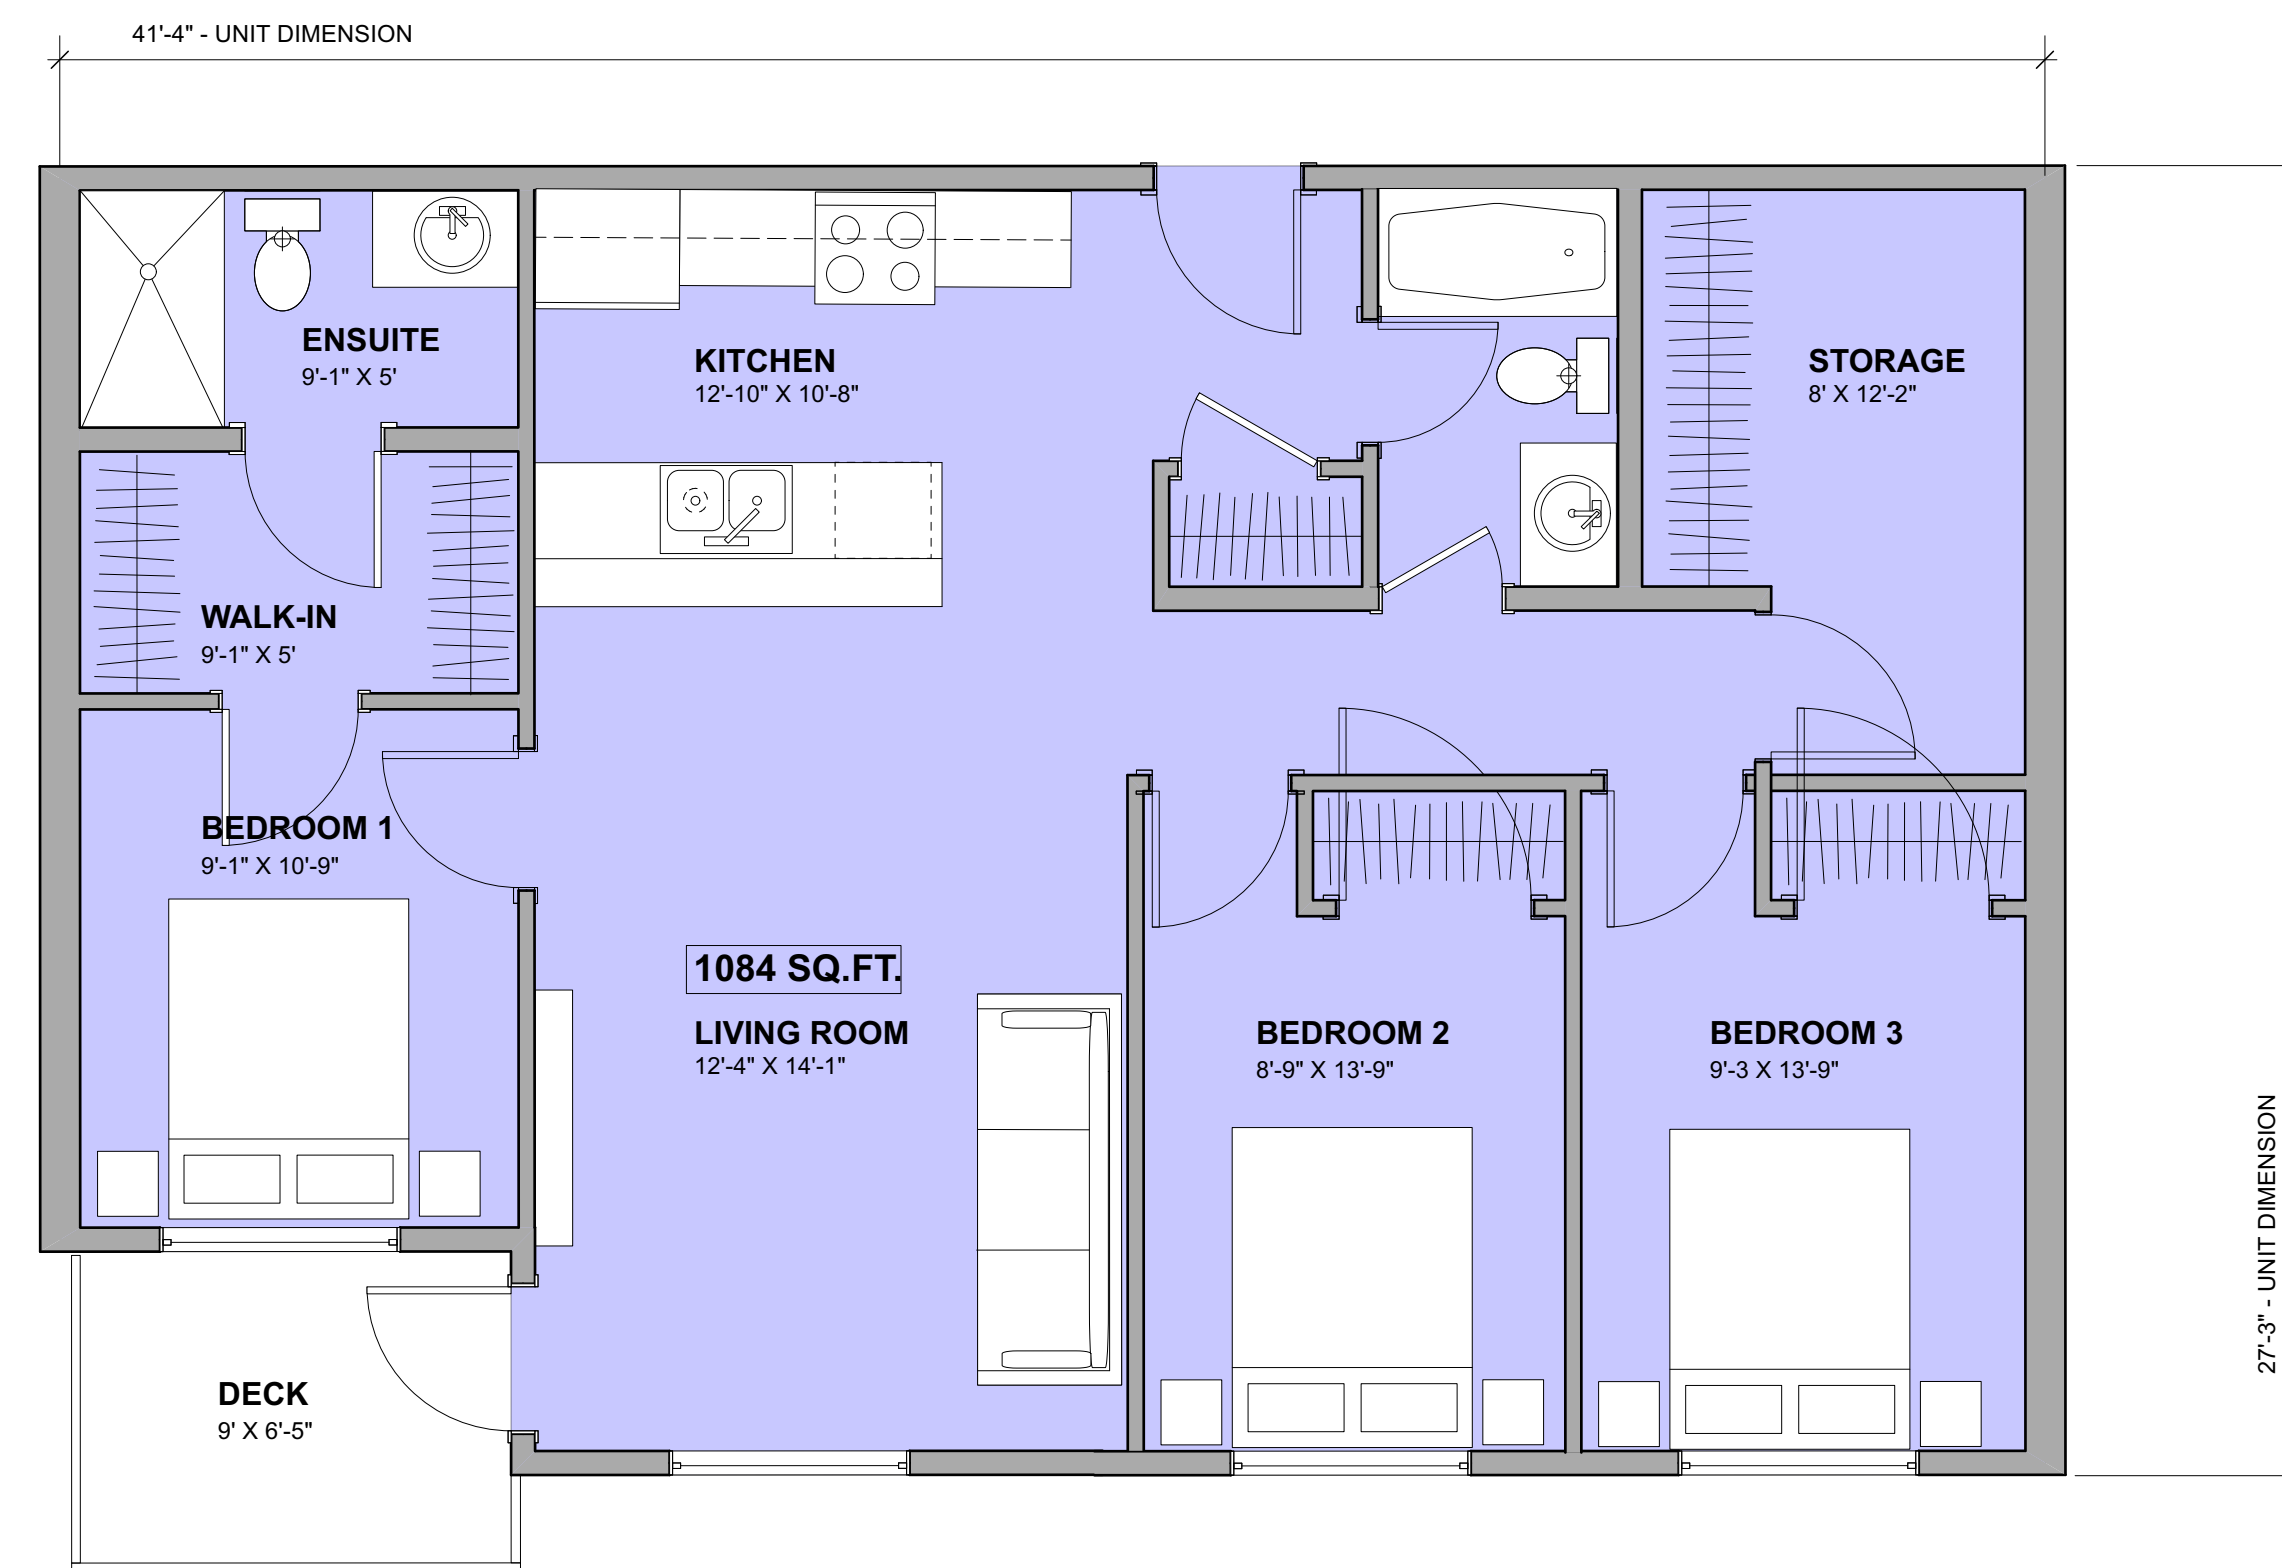 41'-4" - UNIT DIMENSION
ENSUITE
9'-1" X 5'
KITCHEN
12'-10" X 10'-8"
STORAGE
8' X 12'-2"
WALK-IN
9'-1" X 5'
BEDROOM 1
9'-1" X 10'-9"
1084 SQ.FT.
LIVING ROOM
12'-4" X 14'-1"
BEDROOM 2
8'-9" X 13'-9"
BEDROOM 3
9'-3 X 13'-9"
27'-3" - UNIT DIMENSION
DECK
9' X 6'-5"